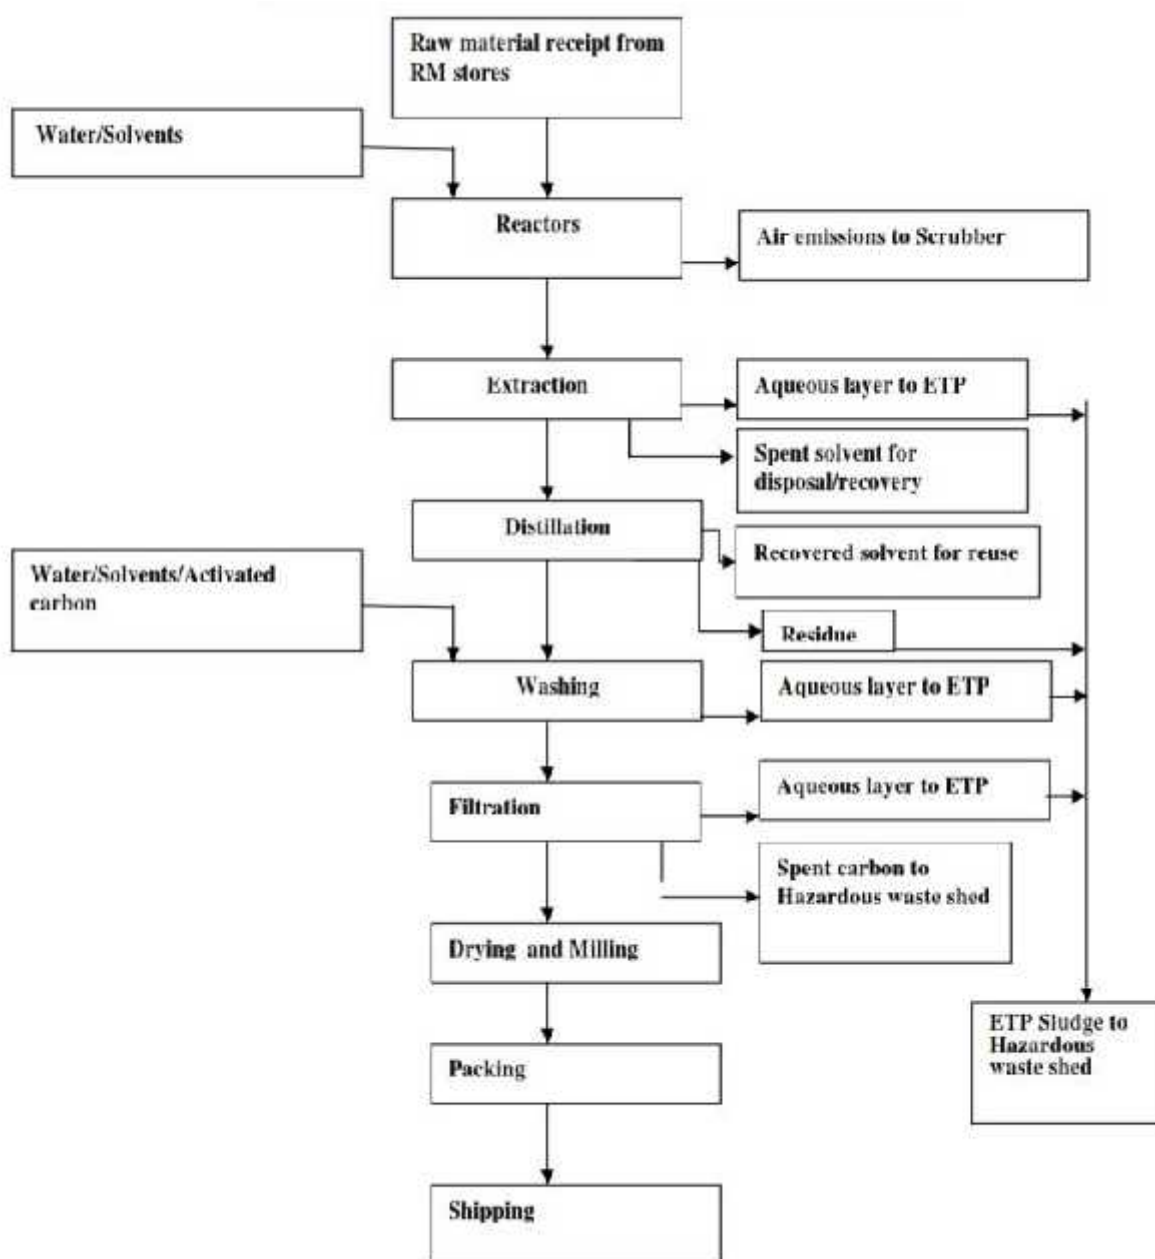 Raw material receipt from
RM stores
Water/Solvents
Reactors
Air emissions to Scrubber
Extraction
Aqueous layer to ETP
Spent solvent for
disposal/recovery
Distillation
Recovered solvent for reuse
Water/Solvents/Activated
carbon
Residue
Washing
Aqueous layer to ETP
Filtration
Aqueous layer to ETP
Spent carbon to
Hazardous waste shed
Drying and Milling
ETP Sludge to
Hazardous
waste shed
Packing
Shipping